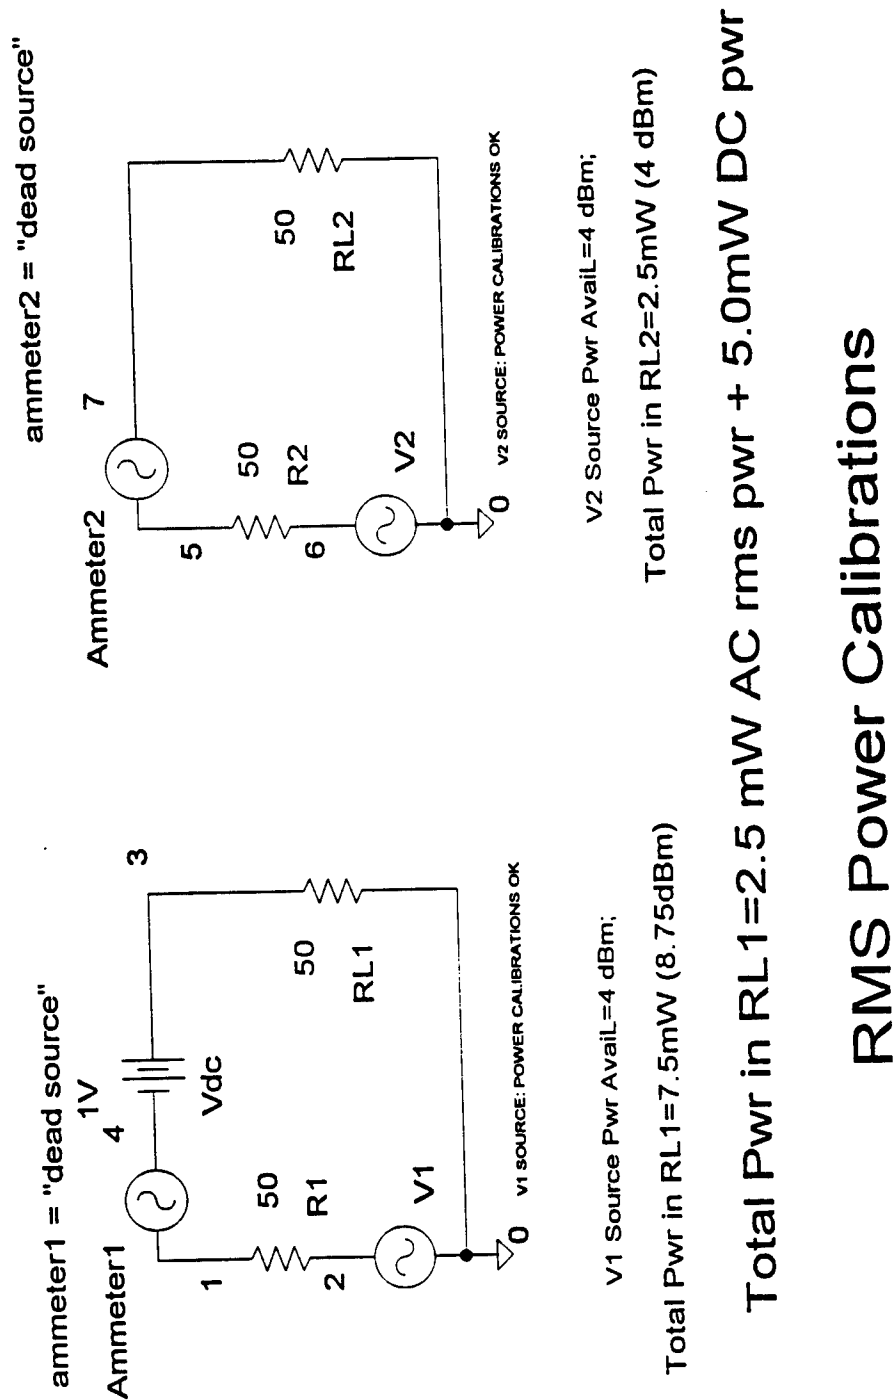 ammeter1 = "dead source"
Ammeter1
1V
4
Vdc
3
1
50
R1
2
V1
50
RL1
0
V1 SOURCE: POWER CALIBRATIONS OK
V1 Source Pwr AvaiL=4 dBm;
Total Pwr in RL1=7.5mW (8.75dBm)
ammeter2 = "dead source"
Ammeter2
7
5
50
R2
6
V2
50
RL2
0
V2 SOURCE: POWER CALIBRATIONS OK
V2 Source Pwr AvaiL=4 dBm;
Total Pwr in RL2=2.5mW (4 dBm)
Total Pwr in RL1=2.5 mW AC rms pwr + 5.0mW DC pwr
RMS Power Calibrations